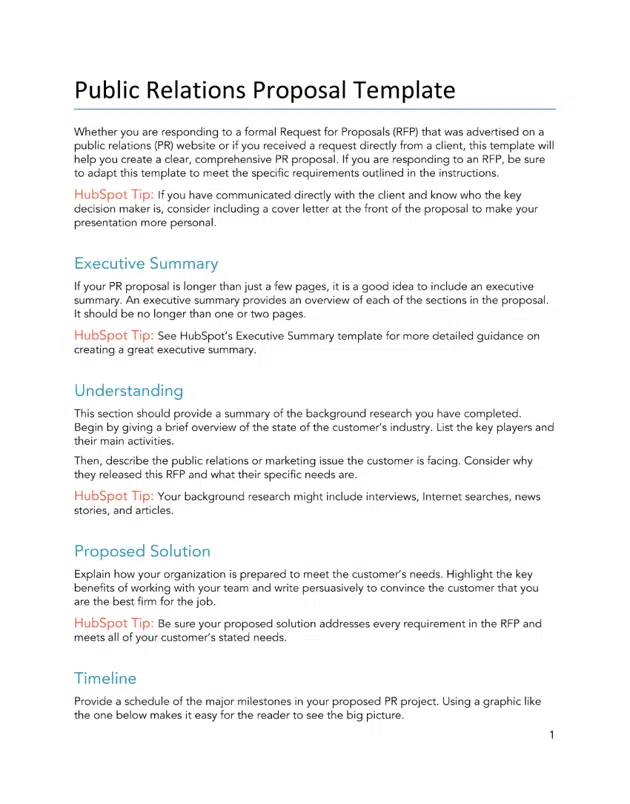 Public Relations Proposal Template
Whether you are responding to a formal Request for Proposals (RFP) that was advertised on a
public relations (PR) website or if you received a request directly from a client, this template will
help you create a clear, comprehensive PR proposal. If you are responding to an RFP, be sure
to adapt this template to meet the specific requirements outlined in the instructions.
HubSpot Tip: If you have communicated directly with the client and know who the key
decision maker is, consider including a cover letter at the front of the proposal to make your
presentation more personal.
Executive Summary
If your PR proposal is longer than just a few pages, it is a good idea to include an executive
summary. An executive summary provides an overview of each of the sections in the proposal.
It should be no longer than one or two pages.
HubSpot Tip: See HubSpot's Executive Summary template for more detailed guidance on
creating a great executive summary.
Understanding
This section should provide a summary of the background research you have completed.
Begin by giving a brief overview of the state of the customer's industry. List the key players and
their main activities.
Then, describe the public relations or marketing issue the customer is facing. Consider why
they released this RFP and what their specific needs are.
HubSpot Tip: Your background research might include interviews, Internet searches, news
stories, and articles.
Proposed Solution
Explain how your organization is prepared to meet the customer's needs. Highlight the key
benefits of working with your team and write persuasively to convince the customer that you
are the best firm for the job.
HubSpot Tip: Be sure your proposed solution addresses every requirement in the RFP and
meets all of your customer's stated needs.
Timeline
Provide a schedule of the major milestones in your proposed PR project. Using a graphic like
the one below makes it easy for the reader to see the big picture.
1